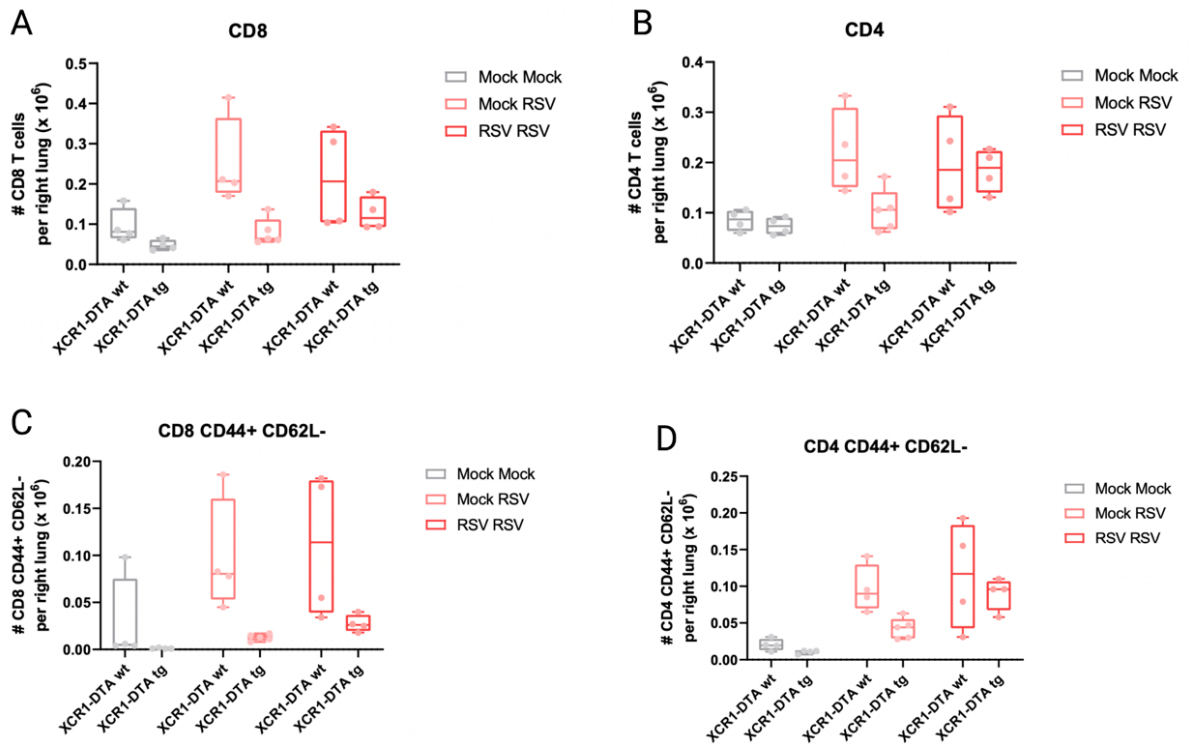 A
CD8
# CD8 T cells
per right lung (x 10⁶)
0.5
0.4
0.3
0.2
0.1
0.0
XCR1-DTA wt
XCR1-DTA tg
XCR1-DTA wt
XCR1-DTA tg
XCR1-DTA wt
XCR1-DTA tg
Mock Mock
Mock RSV
RSV RSV
B
CD4
# CD4 T cells
per right lung (x 10⁶)
0.4
0.3
0.2
0.1
0.0
XCR1-DTA wt
XCR1-DTA tg
XCR1-DTA wt
XCR1-DTA tg
XCR1-DTA wt
XCR1-DTA tg
Mock Mock
Mock RSV
RSV RSV
C
CD8 CD44+ CD62L-
# CD8 CD44+ CD62L-
per right lung (x 10⁶)
0.20
0.15
0.10
0.05
0.00
XCR1-DTA wt
XCR1-DTA tg
XCR1-DTA wt
XCR1-DTA tg
XCR1-DTA wt
XCR1-DTA tg
Mock Mock
Mock RSV
RSV RSV
D
CD4 CD44+ CD62L-
# CD4 CD44+ CD62L-
per right lung (x 10⁶)
0.25
0.20
0.15
0.10
0.05
0.00
XCR1-DTA wt
XCR1-DTA tg
XCR1-DTA wt
XCR1-DTA tg
XCR1-DTA wt
XCR1-DTA tg
Mock Mock
Mock RSV
RSV RSV